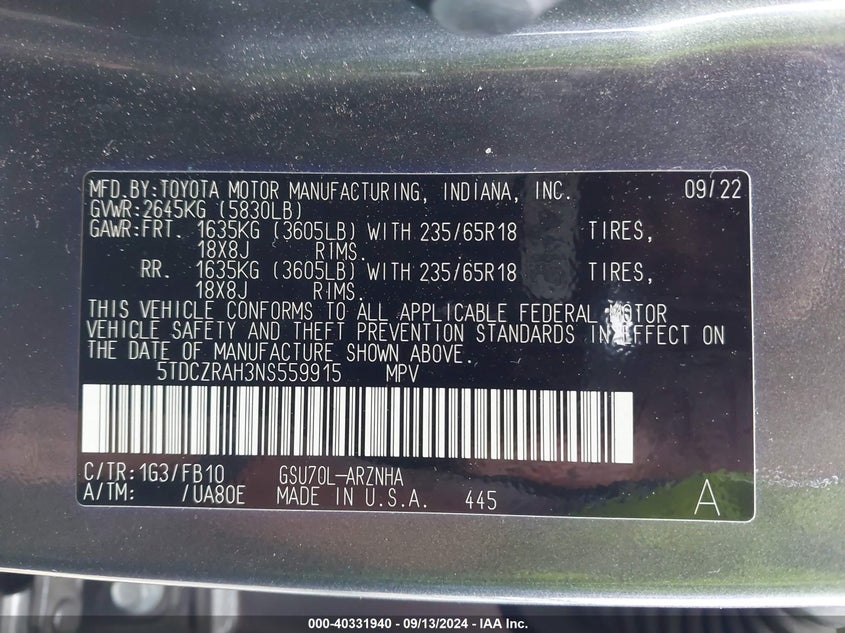 MFD.BY:TOYOTA MOTOR MANUFACTURING, INDIANA, INC. 09/22
GVWR:2645KG (5830LB)
GAWR:FRT. 1635KG (3605LB) WITH 235/65R18 TIRES,
18X8J RIMS.
RR. 1635KG (3605LB) WITH 235/65R18 TIRES,
18X8J RIMS.
THIS VEHICLE CONFORMS TO ALL APPLICABLE FEDERAL MOTOR
VEHICLE SAFETY AND THEFT PREVENTION STANDARDS IN EFFECT ON
THE DATE OF MANUFACTURE SHOWN ABOVE.
5TDCZRAH3NS559915 MPV
C/TR:1G3/FB10 GSU70L-ARZNHA
A/TM: /UA80E MADE IN U.S.A. 445 A
000-40331940 - 09/13/2024 - IAA Inc.